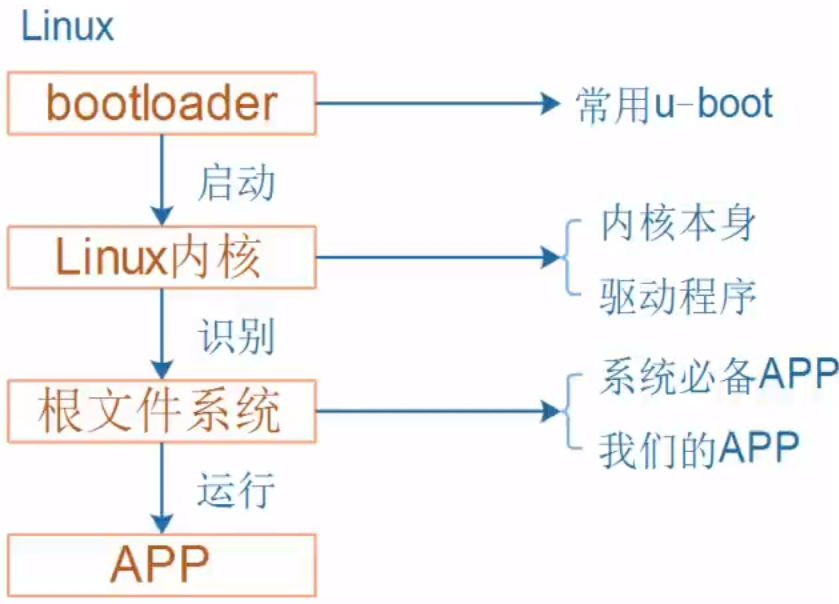 Linux
bootloader
常用u-boot
启动
Linux内核
内核本身
驱动程序
识别
根文件系统
系统必备APP
我们的APP
运行
APP